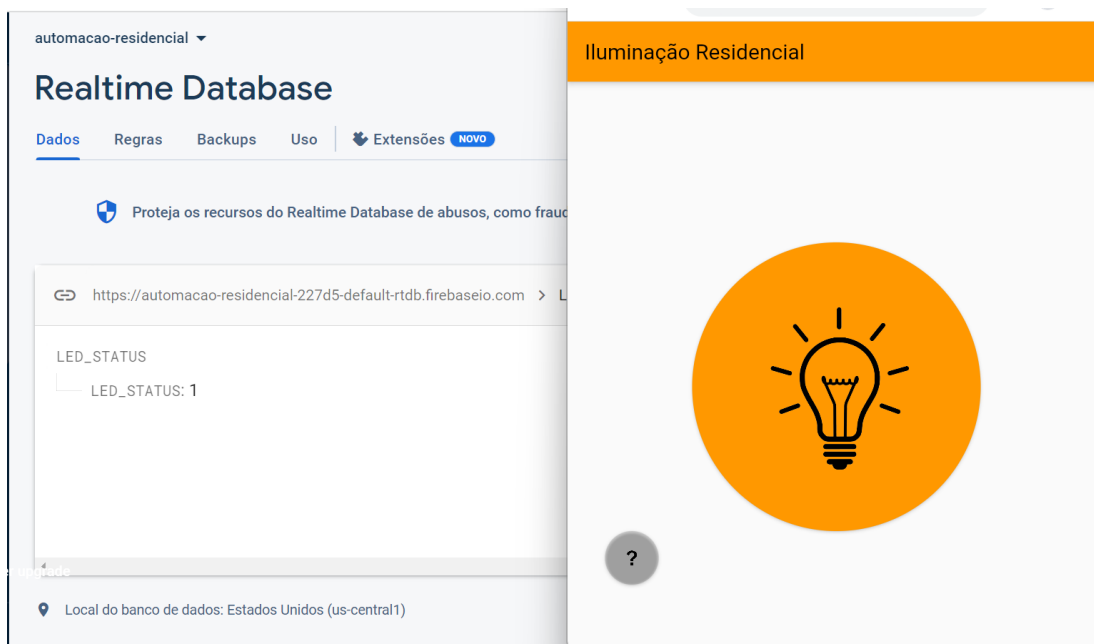 automacao-residencial
Realtime Database
Dados Regras Backups Uso Extensões NOVO
Proteja os recursos do Realtime Database de abusos, como
https://automacao-residencial-227d5-default-rtdb.firebaseio.com > L
LED_STATUS
LED_STATUS: 1
upgrade
Local do banco de dados: Estados Unidos (us-central1)
Iluminação Residencial
?